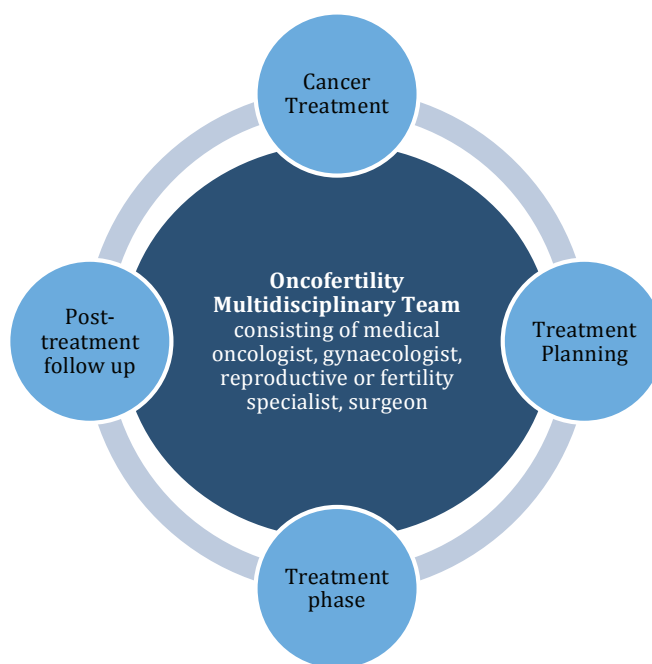 Cancer
Treatment
Oncofertility
Multidisciplinary Team
consisting of medical
oncologist, gynaecologist,
reproductive or fertility
specialist, surgeon
Post-
treatment
follow up
Treatment
Planning
Treatment
phase